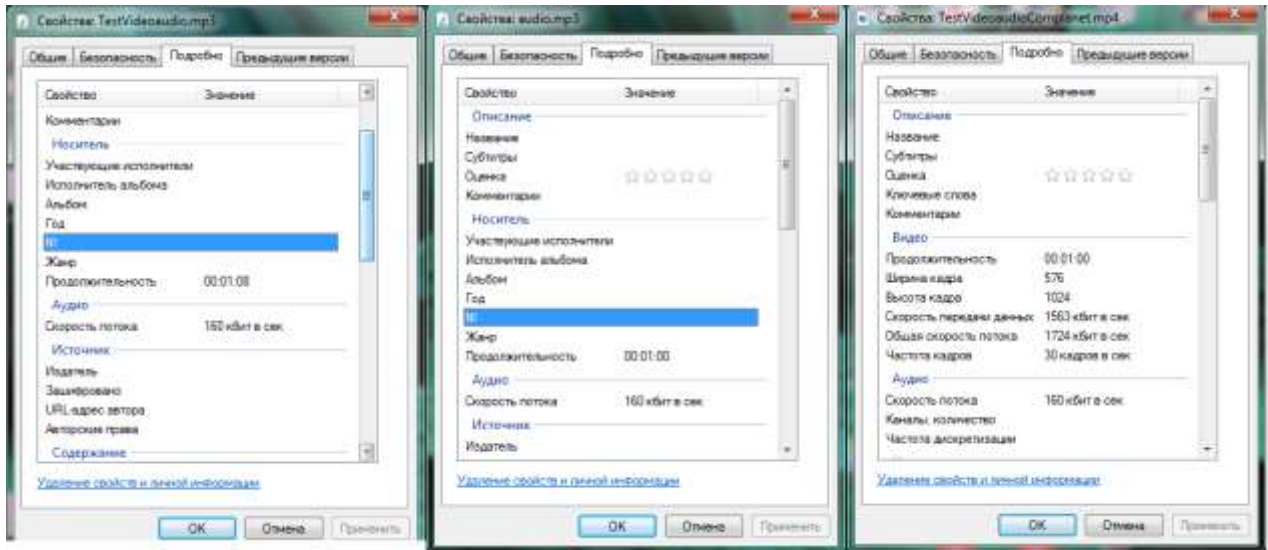 Свойства: TestVideoaudio.mp3
Общие Безопасность Подробно Предыдущие версии
Свойство Значение
Комментарии
Носитель
Участвующие исполнители
Исполнитель альбома
Альбом
Год
№
Жанр
Продолжительность 00:01:00
Аудио
Скорость потока 160 кбит в сек
Источник
Издатель
Зашифровано
URL-адрес автора
Авторские права
Содержание
Удаление свойств и личной информации
OK Отмена Применить
Свойства: audio.mp3
Общие Безопасность Подробно Предыдущие версии
Свойство Значение
Описание
Название
Субтитры
Оценка
Комментарии
Носитель
Участвующие исполнители
Исполнитель альбома
Альбом
Год
№
Жанр
Продолжительность 00:01:00
Аудио
Скорость потока 160 кбит в сек
Источник
Издатель
Удаление свойств и личной информации
OK Отмена Применить
Свойства: TestVideoaudioComplanet.mp4
Общие Безопасность Подробно Предыдущие версии
Свойство Значение
Описание
Название
Субтитры
Оценка
Ключевые слова
Комментарии
Видео
Продолжительность 00:01:00
Ширина кадра 576
Высота кадра 1024
Скорость передачи данных 1563 кбит в сек
Общая скорость потока 1724 кбит в сек
Частота кадров 30 кадров в сек
Аудио
Скорость потока 160 кбит в сек
Каналы, количество
Частота дискретизации
Удаление свойств и личной информации
OK Отмена Применить